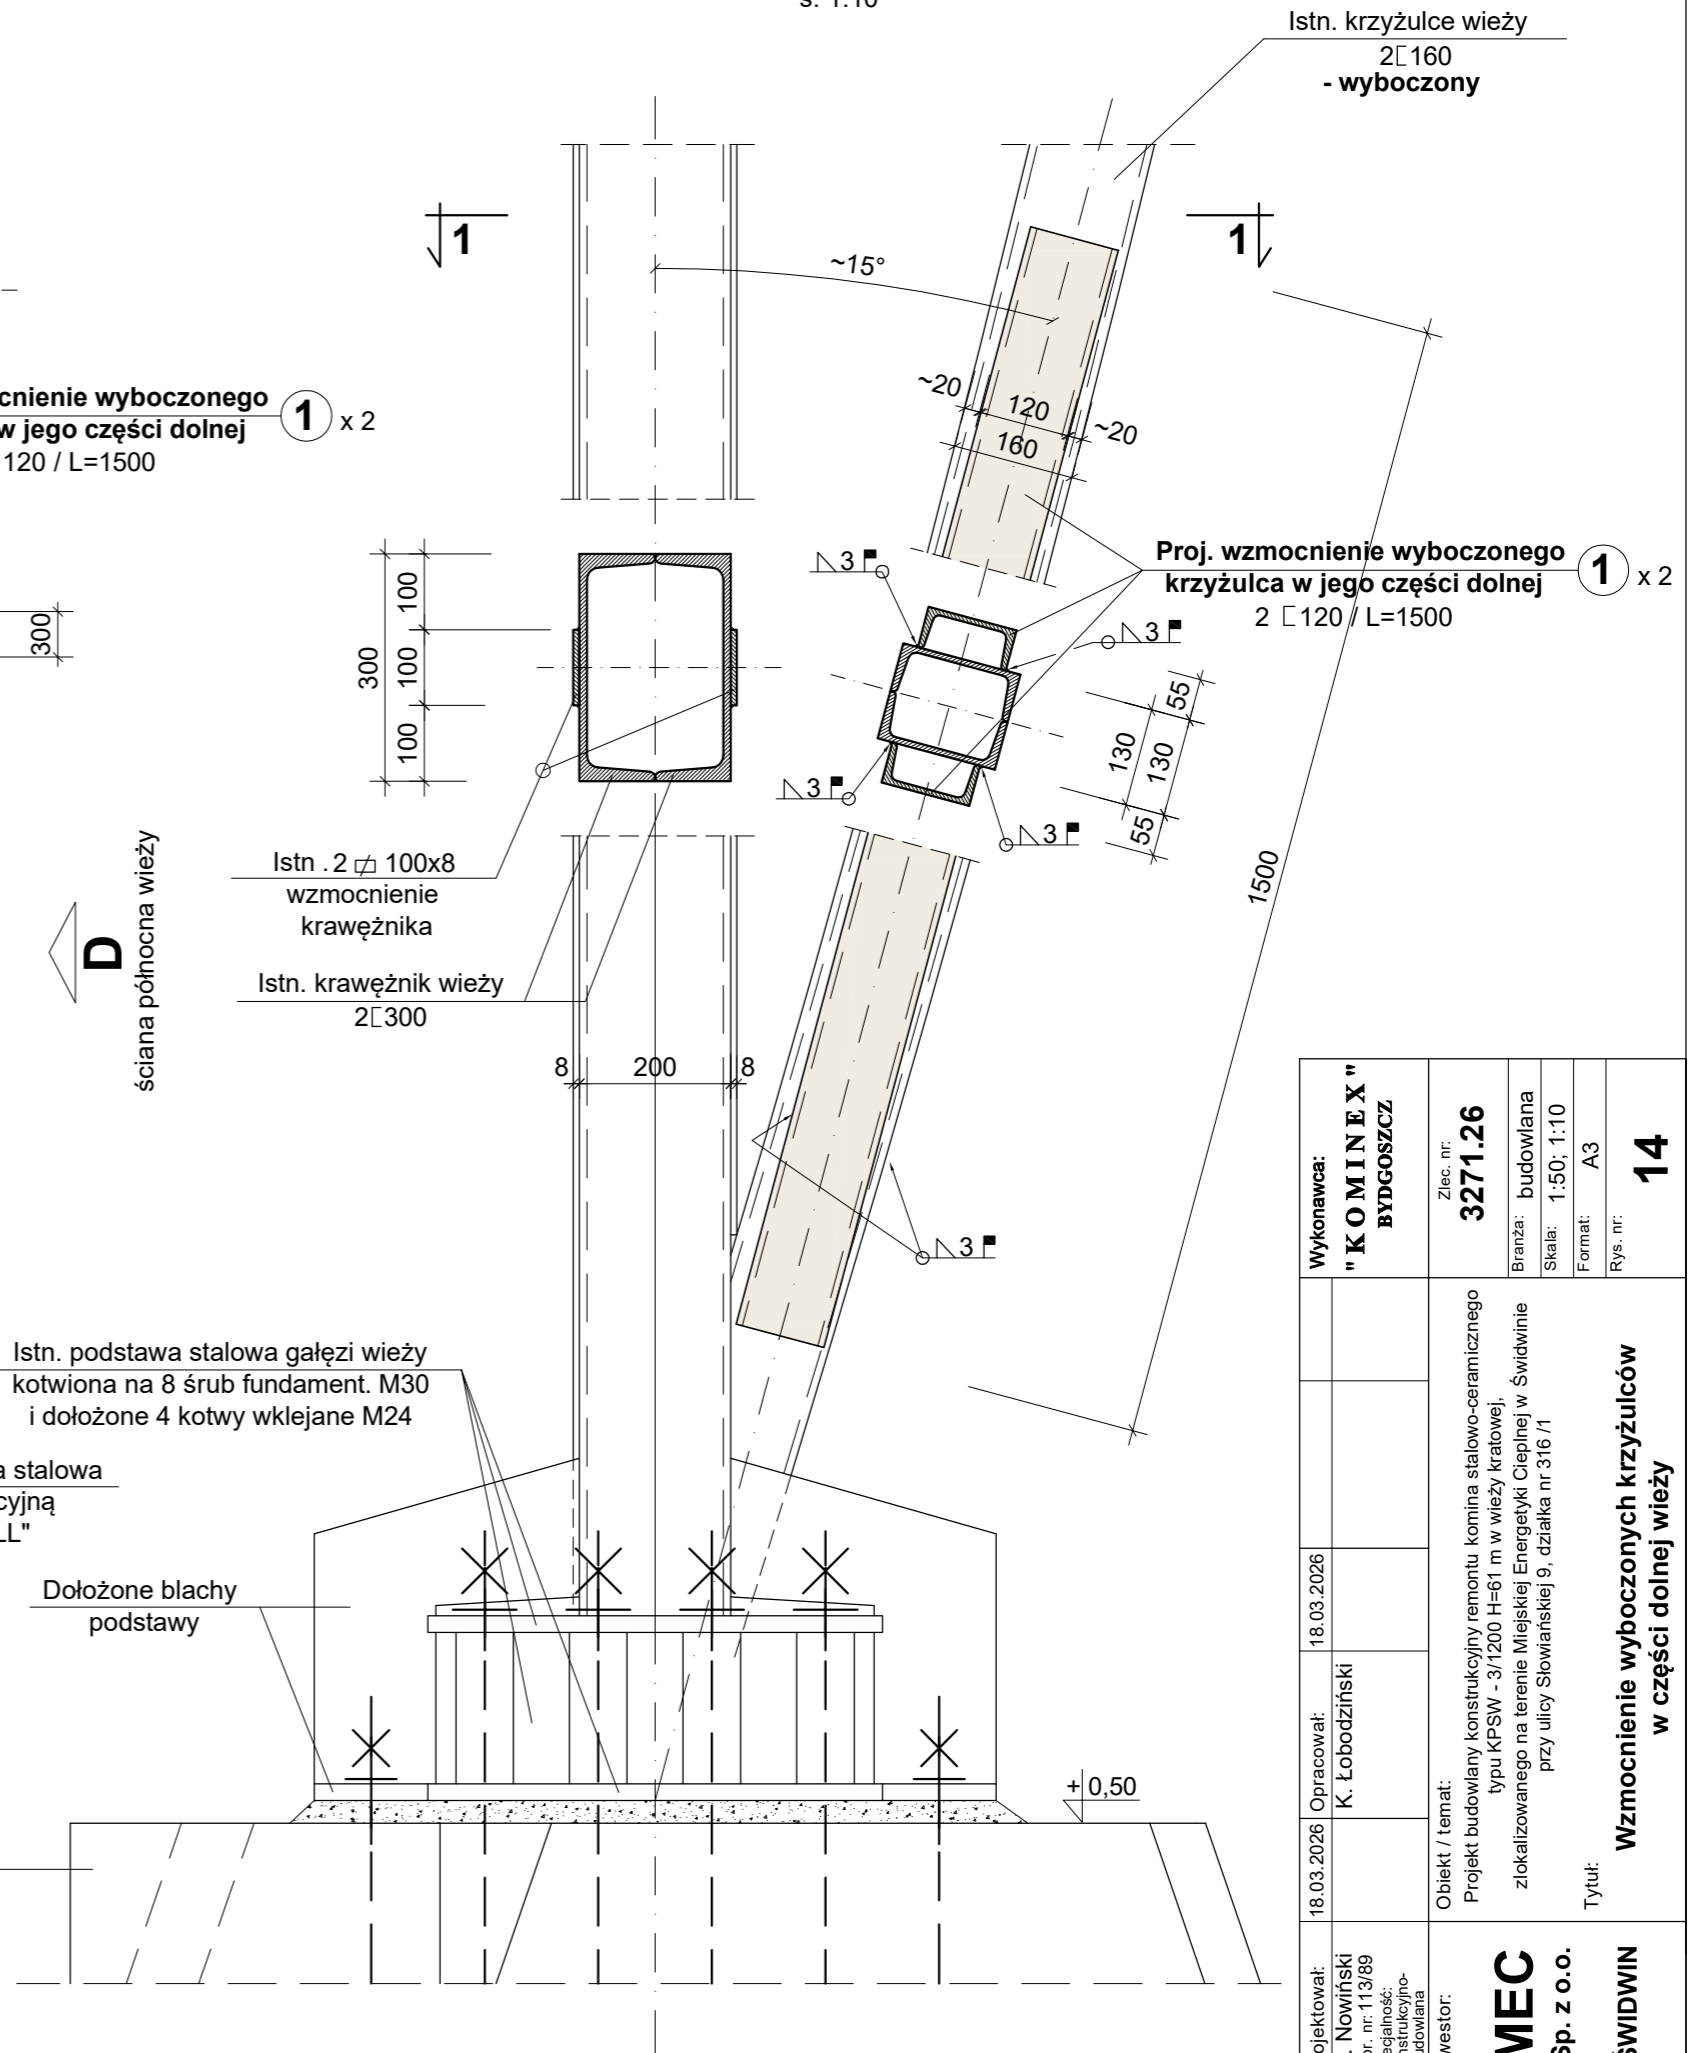 s. 1:10
Istn. krzyżulce wieży
2[160
- wyboczony
1
1
~15°
cnienie wyboczonego
w jego części dolnej
120 / L=1500
1
x 2
~20
120
~20
160
Proj. wzmocnienie wyboczonego
krzyżulca w jego części dolnej
2 [120 / L=1500
1
x 2
300
300
100
100
100
3
3
3
3
55
130
130
55
1500
Istn . 2 100x8
wzmocnienie
krawężnika
D
ściana północna wieży
Istn. krawężnik wieży
2[300
8
200
8
3
Istn. podstawa stalowa gałęzi wieży
kotwiona na 8 śrub fundament. M30
i dołożone 4 kotwy wklejane M24
a stalowa
cyjną
LL"
Dołożone blachy
podstawy
+ 0,50
Wykonawca:
"KOMINEX"
BYDGOSZCZ
Zlec. nr:
3271.26
Branża: budowlana
Skala: 1:50; 1:10
Format: A3
Rys. nr:
14
18.03.2026
Opracował:
K. Łobodziński
18.03.2026
Obiekt / temat:
Projekt budowlany konstrukcyjny remontu komina stalowo-ceramicznego
typu KPSW - 3/1200 H=61 m w wieży kratowej,
zlokalizowanego na terenie Miejskiej Energetyki Cieplnej w Świdwinie
przy ulicy Słowiańskiej 9, działka nr 316 /1
Tytuł:
Wzmocnienie wyboczonych krzyżulców
w części dolnej wieży
ojektował:
. Nowiński
or. nr: 113/89
ecjalność:
nstrukcyjno-
udowlana
westor:
MEC
Sp. z o.o.
ŚWIDWIN